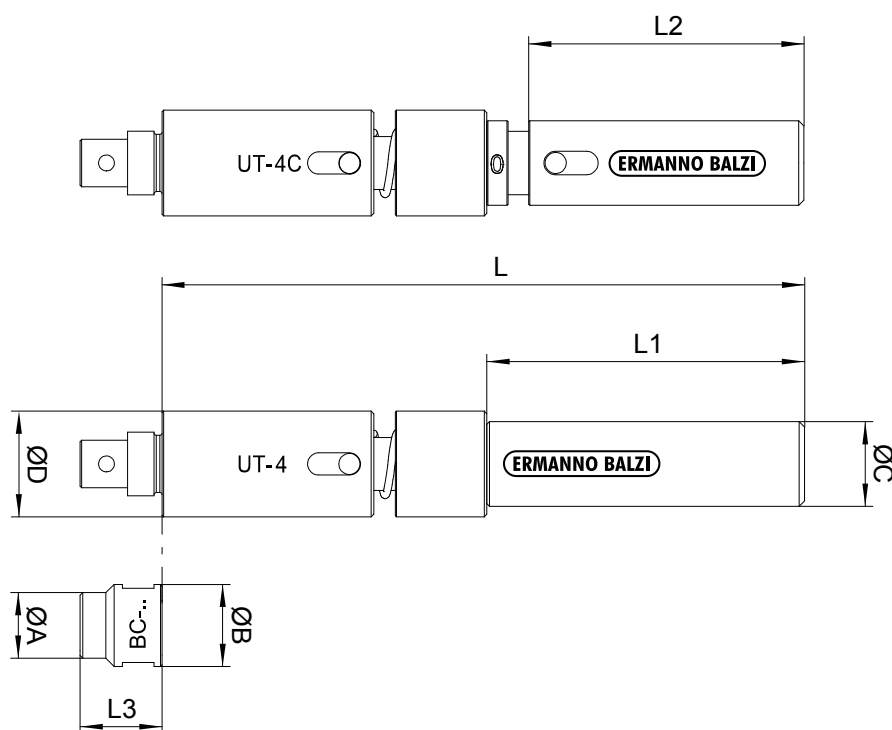 L2
UT-4C
ERMANNO BALZI
L
L1
ØD
UT-4
ERMANNO BALZI
ØC
ØA
BC-..
ØB
L3